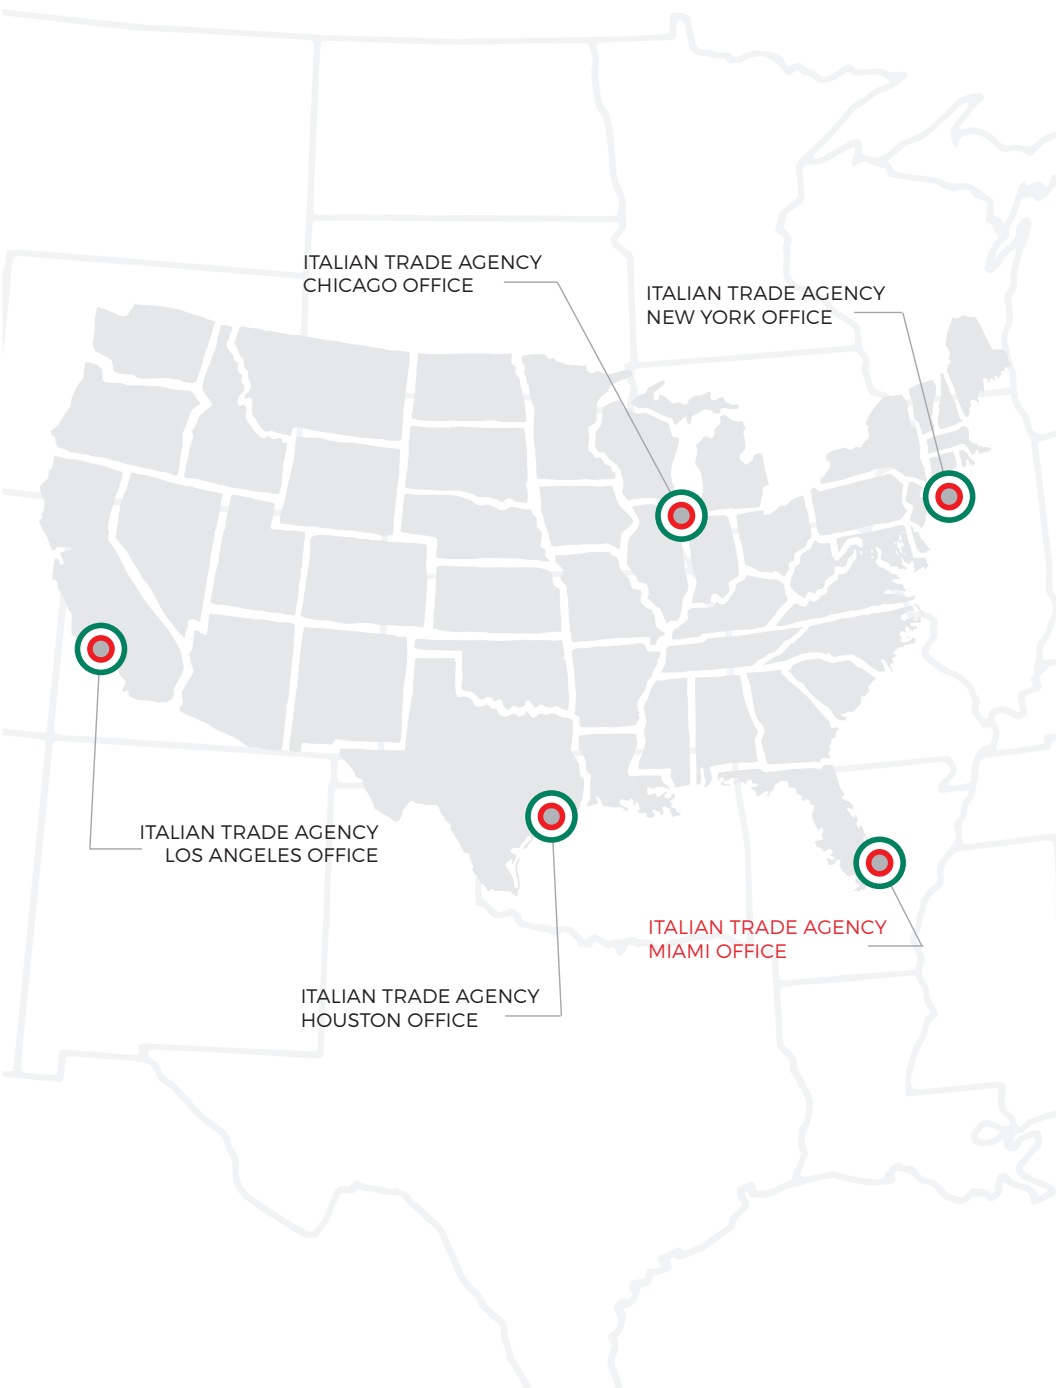 ITALIAN TRADE AGENCY
CHICAGO OFFICE
ITALIAN TRADE AGENCY
NEW YORK OFFICE
ITALIAN TRADE AGENCY
LOS ANGELES OFFICE
ITALIAN TRADE AGENCY
MIAMI OFFICE
ITALIAN TRADE AGENCY
HOUSTON OFFICE